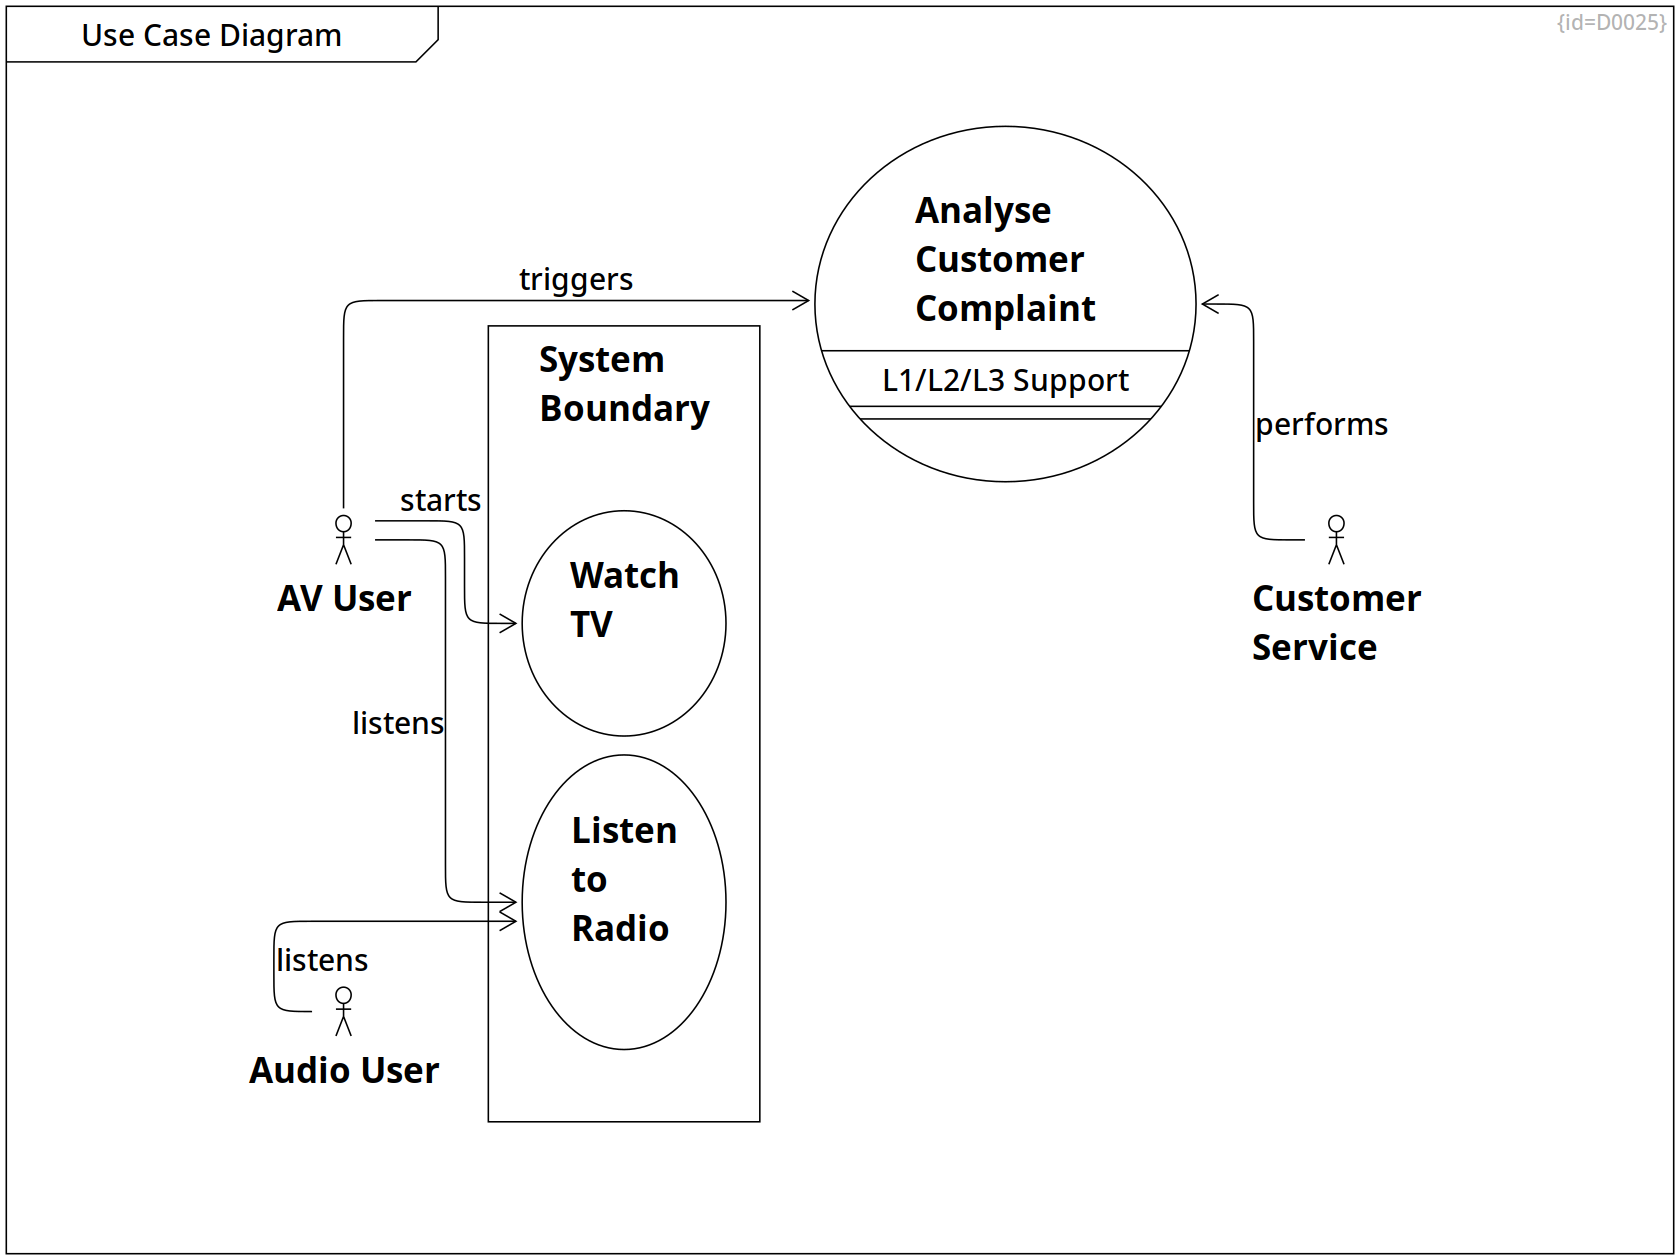 Use Case Diagram
{id=D0025}
Analyse
Customer
Complaint
L1/L2/L3 Support
triggers
System
Boundary
performs
starts
AV User
Watch
TV
Customer
Service
listens
Listen
to
Radio
listens
Audio User